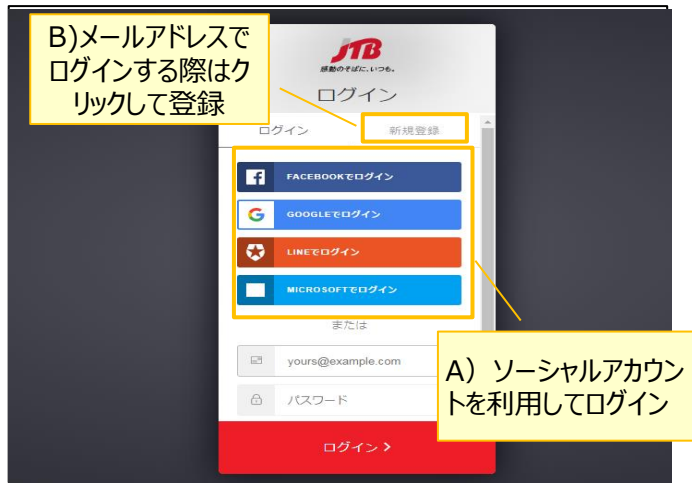 B)メールアドレスで
ログインする際はク
リックして登録
JTB
感動のそばに、いつも。
ログイン
ログイン
新規登録
FACEBOOKでログイン
GOOGLEでログイン
LINEでログイン
MICROSOFTでログイン
または
yours@example.com
パスワード
A）ソーシャルアカウン
トを利用してログイン
ログイン >